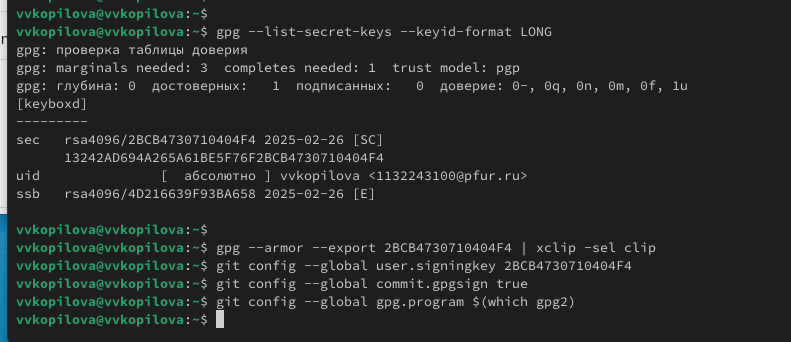 vvkopilova@vvkopilova:~$
vvkopilova@vvkopilova:~$ gpg --list-secret-keys --keyid-format LONG
gpg: проверка таблицы доверия
gpg: marginals needed: 3  completes needed: 1  trust model: pgp
gpg: глубина: 0  достоверных:   1  подписанных:   0  доверие: 0-, 0q, 0n, 0m, 0f, 1u
[keyboxd]
---------
sec   rsa4096/2BCB4730710404F4 2025-02-26 [SC]
      13242AD694A265A61BE5F76F2BCB4730710404F4
uid               [  абсолютно ] vvkopilova <1132243100@pfur.ru>
ssb   rsa4096/4D216639F93BA658 2025-02-26 [E]
vvkopilova@vvkopilova:~$
vvkopilova@vvkopilova:~$ gpg --armor --export 2BCB4730710404F4 | xclip -sel clip
vvkopilova@vvkopilova:~$ git config --global user.signingkey 2BCB4730710404F4
vvkopilova@vvkopilova:~$ git config --global commit.gpgsign true
vvkopilova@vvkopilova:~$ git config --global gpg.program $(which gpg2)
vvkopilova@vvkopilova:~$